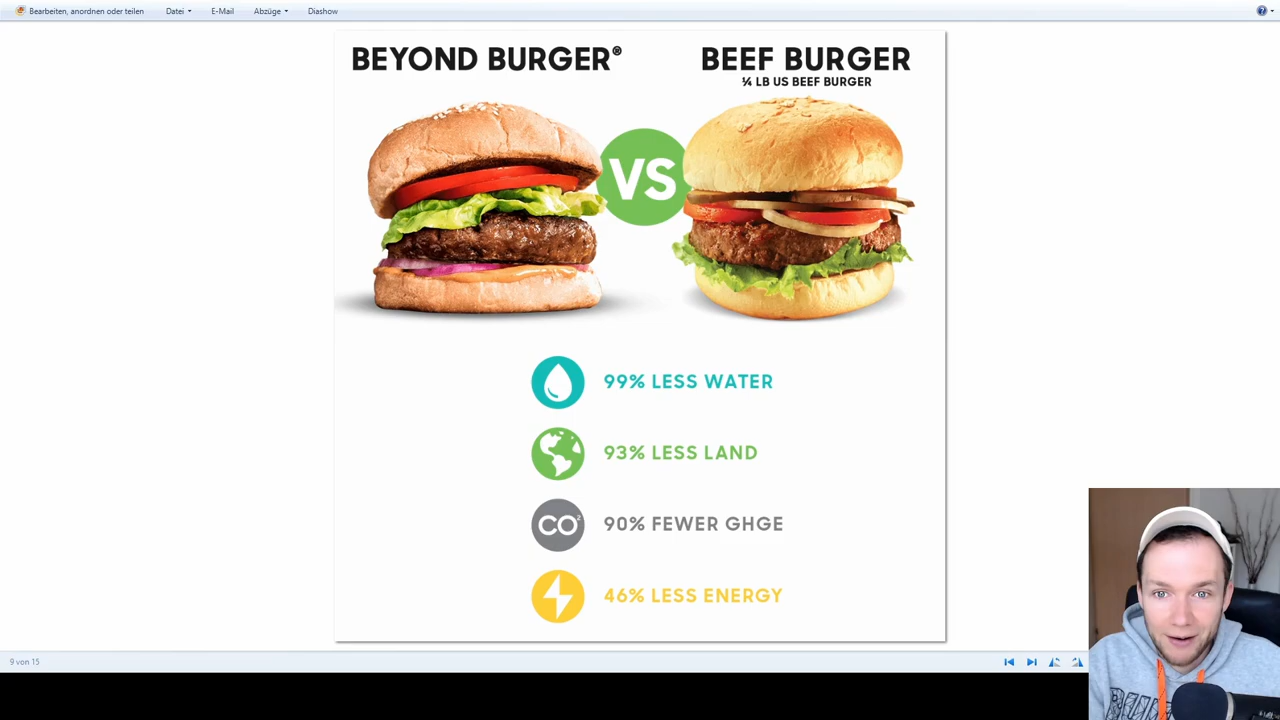 Bearbeiten, anordnen oder teilen Datei E-Mail Abzüge Diashow
BEYOND BURGER® BEEF BURGER
¼ LB US BEEF BURGER
VS
99% LESS WATER
93% LESS LAND
CO² 90% FEWER GHGE
46% LESS ENERGY
9 von 15